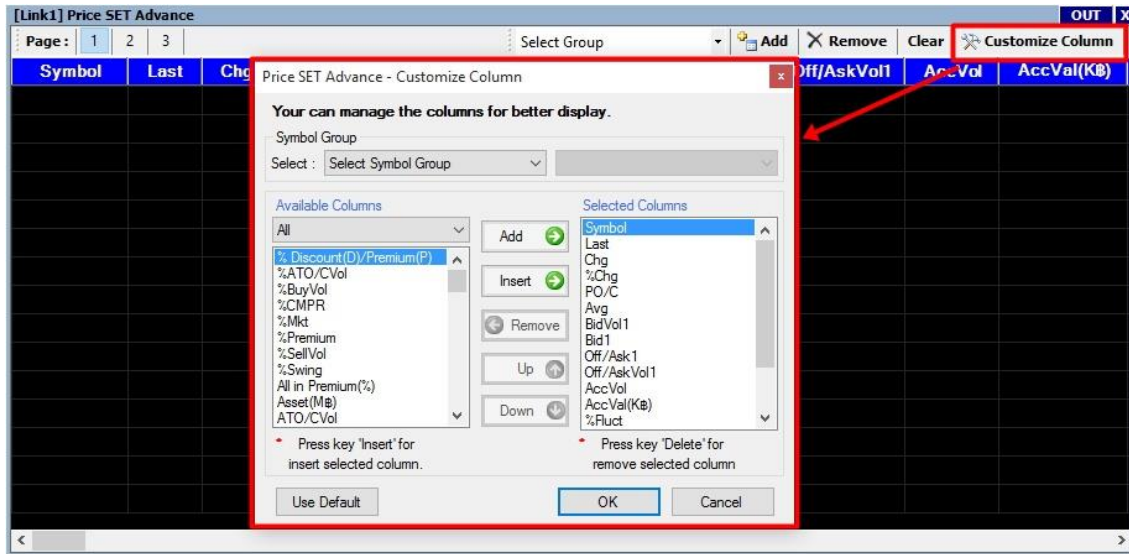 [Link1] Price SET Advance OUT X
Page : 1 2 3 Select Group Add Remove Clear Customize Column
Symbol Last Chg Off/AskVol1 AccVol AccVal(K฿)
Price SET Advance - Customize Column x
Your can manage the columns for better display.
Symbol Group
Select : Select Symbol Group
Available Columns
All
% Discount(D)/Premium(P)
%ATO/CVol
%BuyVol
%CMPR
%Mkt
%Premium
%SellVol
%Swing
All in Premium(%)
Asset(M฿)
ATO/CVol
* Press key 'Insert' for
insert selected column.
Add
Insert
Remove
Up
Down
Selected Columns
Symbol
Last
Chg
%Chg
PO/C
Avg
BidVol1
Bid1
Off/Ask1
Off/AskVol1
AccVol
AccVal(K฿)
%Fluct
* Press key 'Delete' for
remove selected column
Use Default OK Cancel